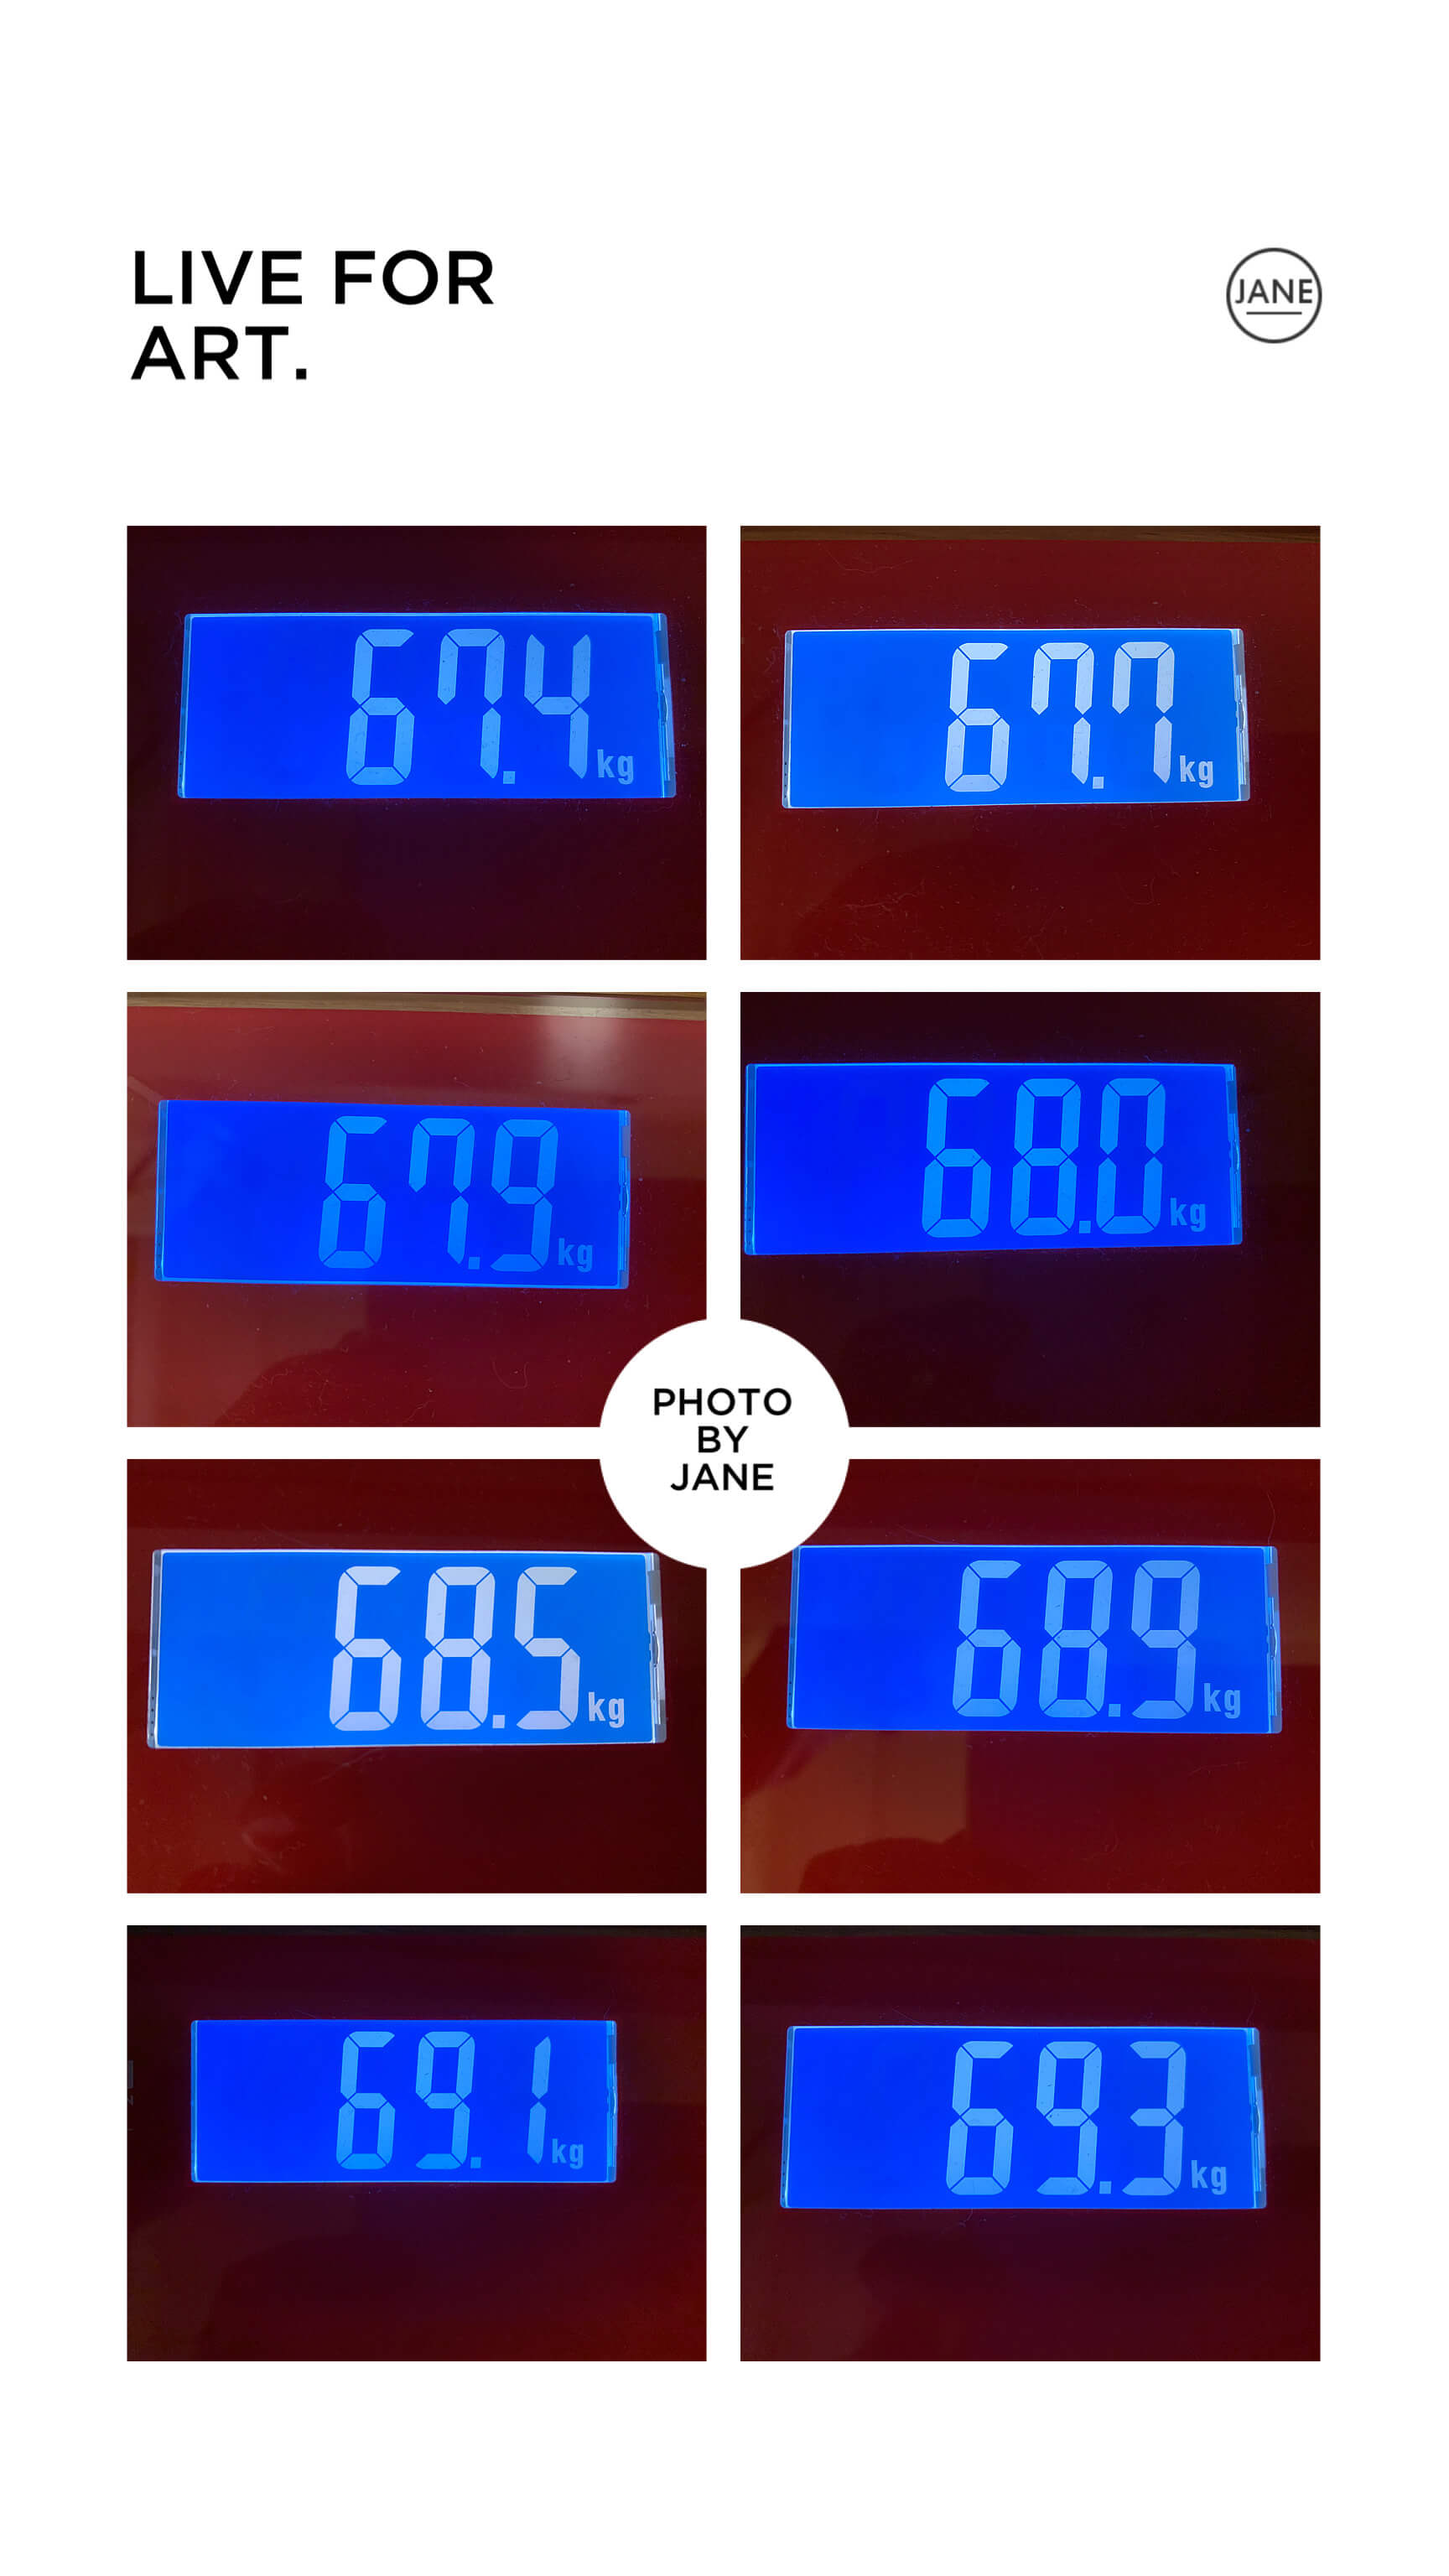 LIVE FOR
ART.
JANE
67.4 kg
67.7 kg
67.9 kg
68.0 kg
PHOTO
BY
JANE
68.5 kg
68.9 kg
69.1 kg
69.3 kg